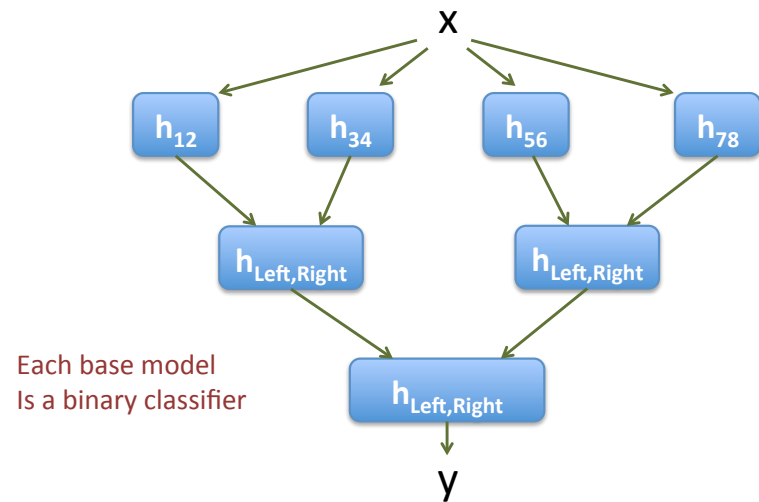 x
h12
h34
h56
h78
hLeft,Right
hLeft,Right
Each base model
Is a binary classifier
hLeft,Right
y